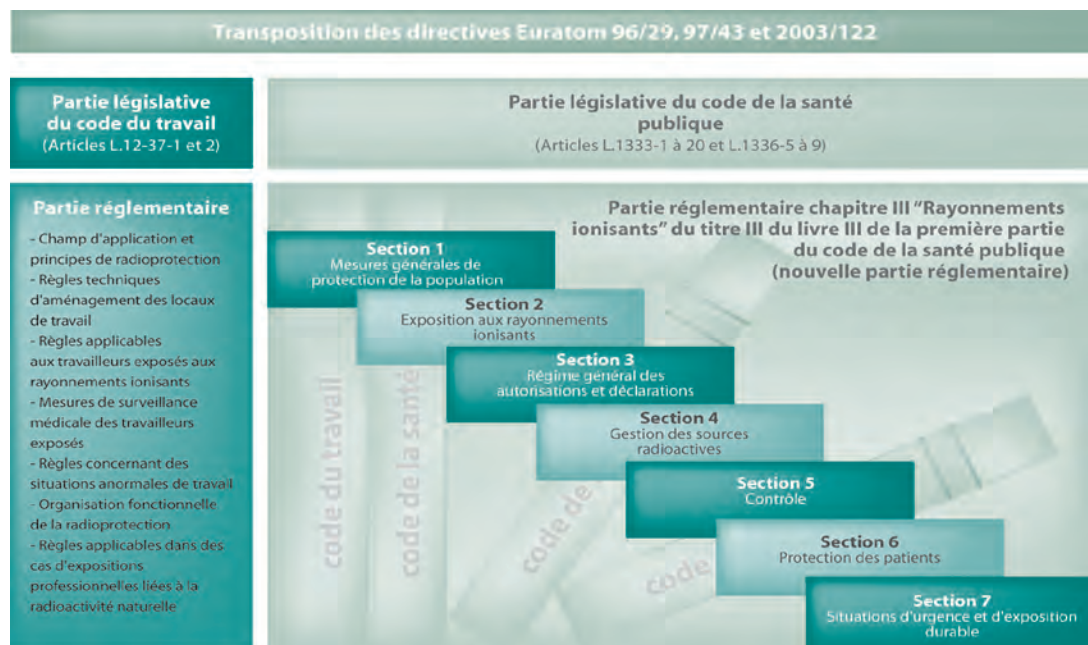 Transposition des directives Euratom 96/29, 97/43 et 2003/122
Partie législative
du code du travail
(Articles L.12-37-1 et 2)
Partie législative du code de la santé
publique
(Articles L.1333-1 à 20 et L.1336-5 à 9)
Partie réglementaire
- Champ d'application et
principes de radioprotection
- Règles techniques
d'aménagement des locaux
de travail
- Règles applicables
aux travailleurs exposés aux
rayonnements ionisants
- Mesures de surveillance
médicale des travailleurs
exposés
- Règles concernant des
situations anormales de travail
- Organisation fonctionnelle
de la radioprotection
- Règles applicables dans des
cas d'expositions
professionnelles liées à la
radioactivité naturelle
Partie réglementaire chapitre III "Rayonnements
ionisants" du titre III du livre III de la première partie
du code de la santé publique
(nouvelle partie réglementaire)
Section 1
Mesures générales de
protection de la population
Section 2
Exposition aux rayonnements
ionisants
Section 3
Régime général des
autorisations et déclarations
Section 4
Gestion des sources
radioactives
Section 5
Contrôle
Section 6
Protection des patients
Section 7
Situations d'urgence et d'exposition
durable
code du travail
code de la santé
code de
code